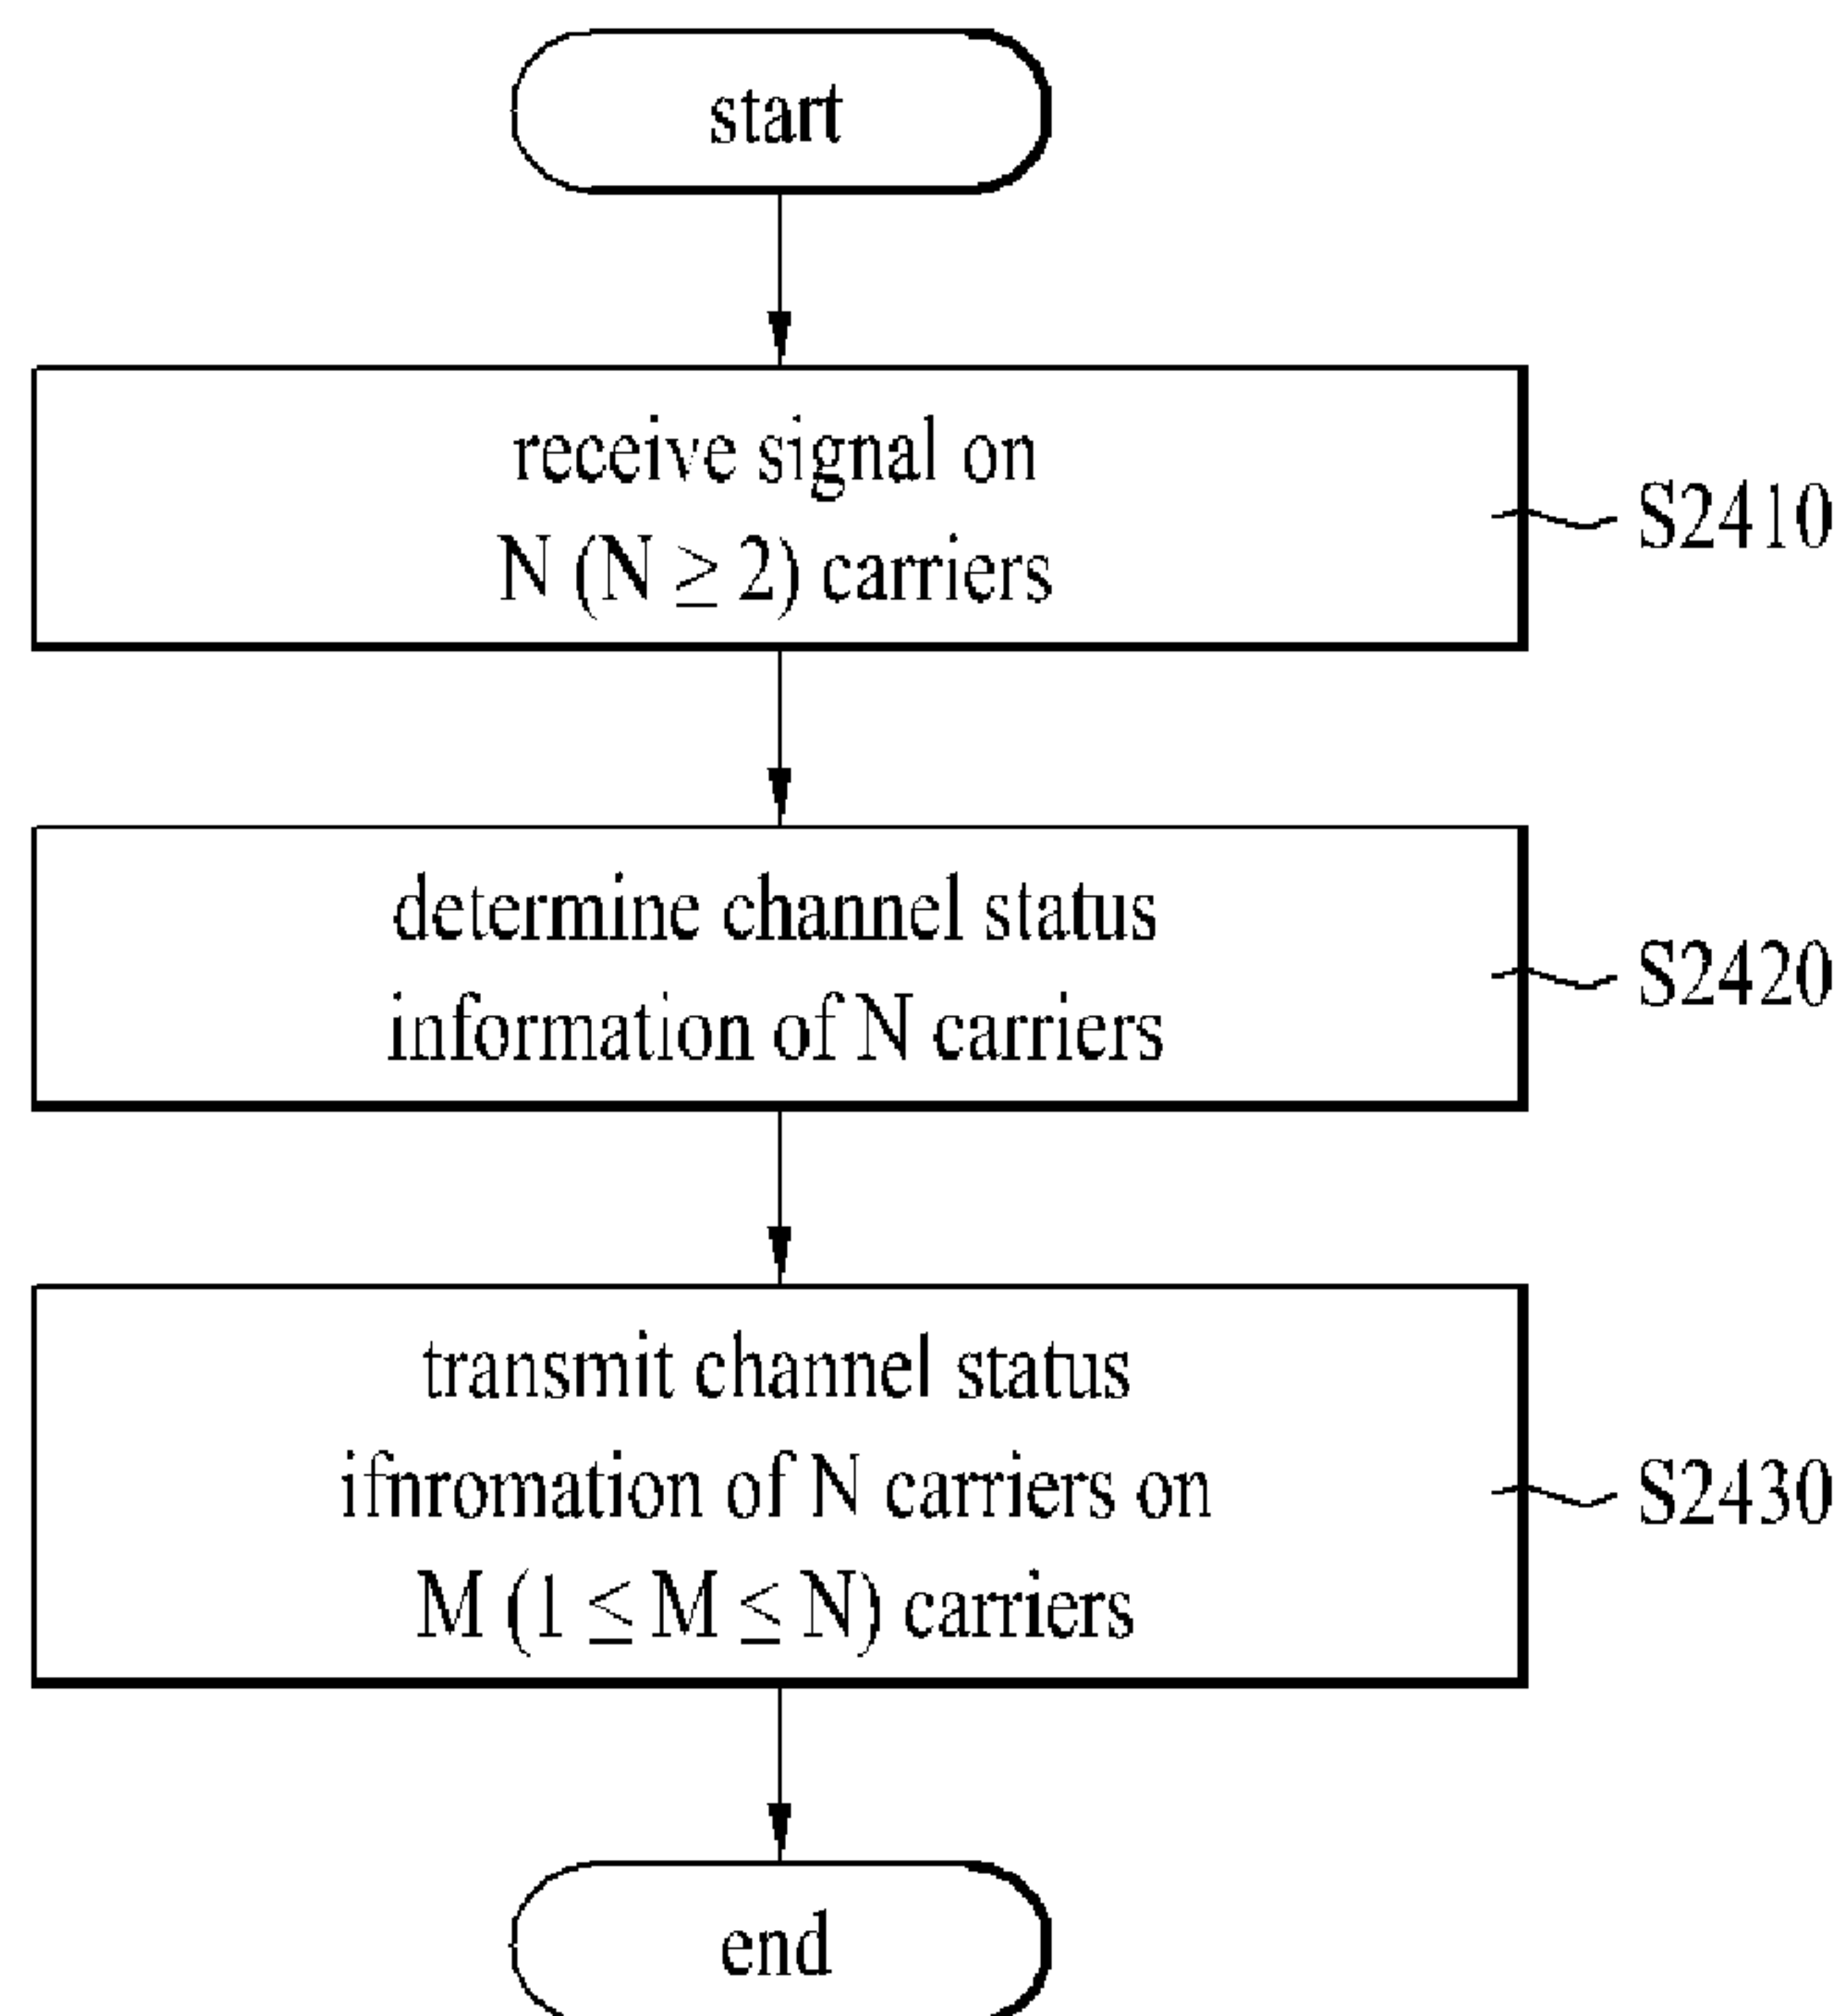 start
receive signal on
N (N ≥ 2) carriers
S2410
determine channel status
information of N carriers
S2420
transmit channel status
ifnromation of N carriers on
M (1 ≤ M ≤ N) carriers
S2430
end